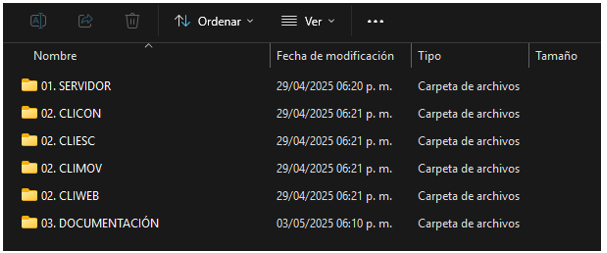 Ordenar Ver
Nombre Fecha de modificación Tipo Tamaño
01. SERVIDOR 29/04/2025 06:20 p. m. Carpeta de archivos
02. CLICON 29/04/2025 06:21 p. m. Carpeta de archivos
02. CLIESC 29/04/2025 06:21 p. m. Carpeta de archivos
02. CLIMOV 29/04/2025 06:21 p. m. Carpeta de archivos
02. CLIWEB 29/04/2025 06:21 p. m. Carpeta de archivos
03. DOCUMENTACIÓN 03/05/2025 06:10 p. m. Carpeta de archivos